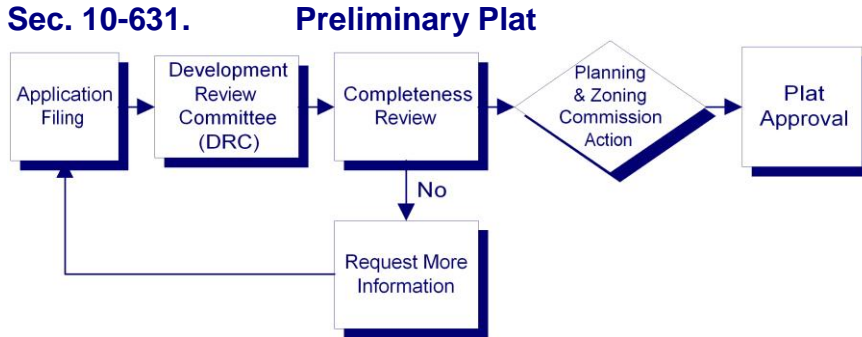 Sec. 10-631. Preliminary Plat
Application
Filing
Development
Review
Committee
(DRC)
Completeness
Review
Planning
& Zoning
Commission
Action
Plat
Approval
No
Request More
Information